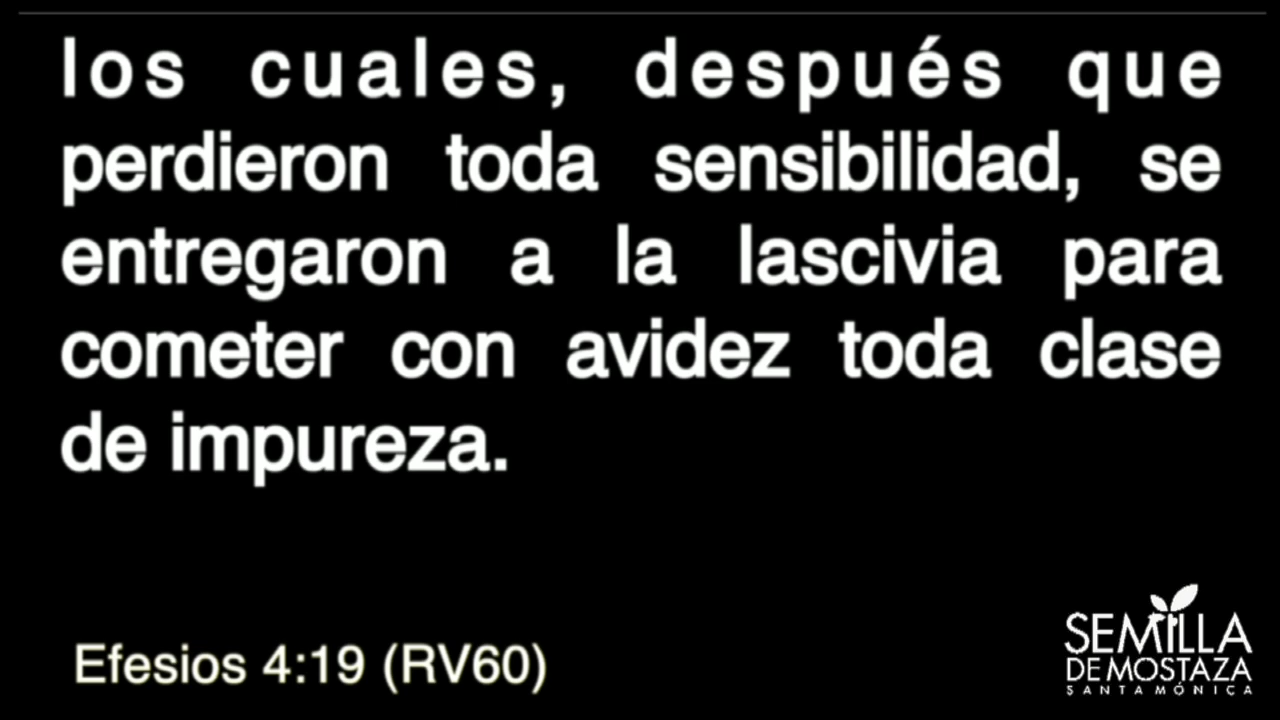 los cuales, después que
perdieron toda sensibilidad, se
entregaron a la lascivia para
cometer con avidez toda clase
de impureza.
Efesios 4:19 (RV60)
SEMILLA
DE MOSTAZA
SANTA MÓNICA